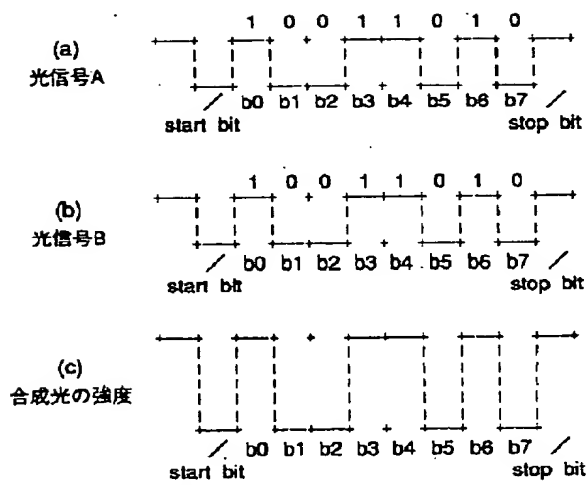 1 0 0 1 1 0 1 0
(a)
光信号A
b0 b1 b2 b3 b4 b5 b6 b7
start bit
stop bit
1 0 0 1 1 0 1 0
(b)
光信号B
b0 b1 b2 b3 b4 b5 b6 b7
start bit
stop bit
(c)
合成光の強度
b0 b1 b2 b3 b4 b5 b6 b7
start bit
stop bit